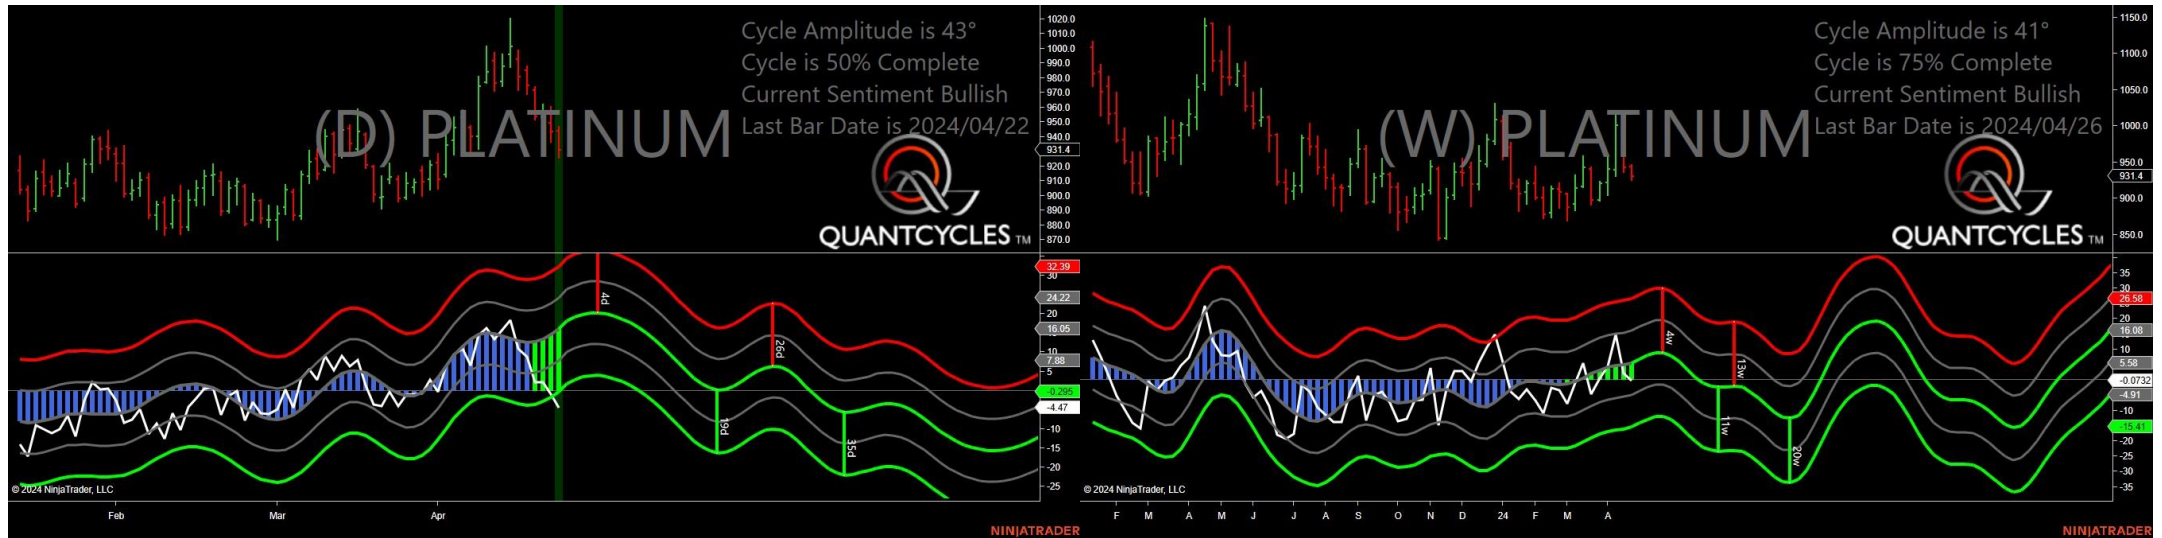 Cycle Amplitude is 43°
Cycle is 50% Complete
Current Sentiment Bullish
Last Bar Date is 2024/04/22
(D) PLATINUM
QUANTCYCLES TM
1020.0
1010.0
1000.0
990.0
980.0
970.0
960.0
950.0
940.0
931.4
920.0
910.0
900.0
890.0
880.0
870.0
32.39
30
24.22
20
16.05
10
7.88
5
-0.295
-4.47
-10
-15
-20
-25
4d
26d
19d
35d
© 2024 NinjaTrader, LLC
Feb Mar Apr
NINJATRADER
Cycle Amplitude is 41°
Cycle is 75% Complete
Current Sentiment Bullish
Last Bar Date is 2024/04/26
(W) PLATINUM
QUANTCYCLES TM
1150.0
1100.0
1050.0
1000.0
950.0
931.4
900.0
850.0
35
26.58
20
16.08
10
5.58
-0.0732
-4.91
-10
-15.41
-20
-25
-30
-35
4w
13w
11w
20w
© 2024 NinjaTrader, LLC
F M A M J J A S O N D 24 F M A
NINJATRADER